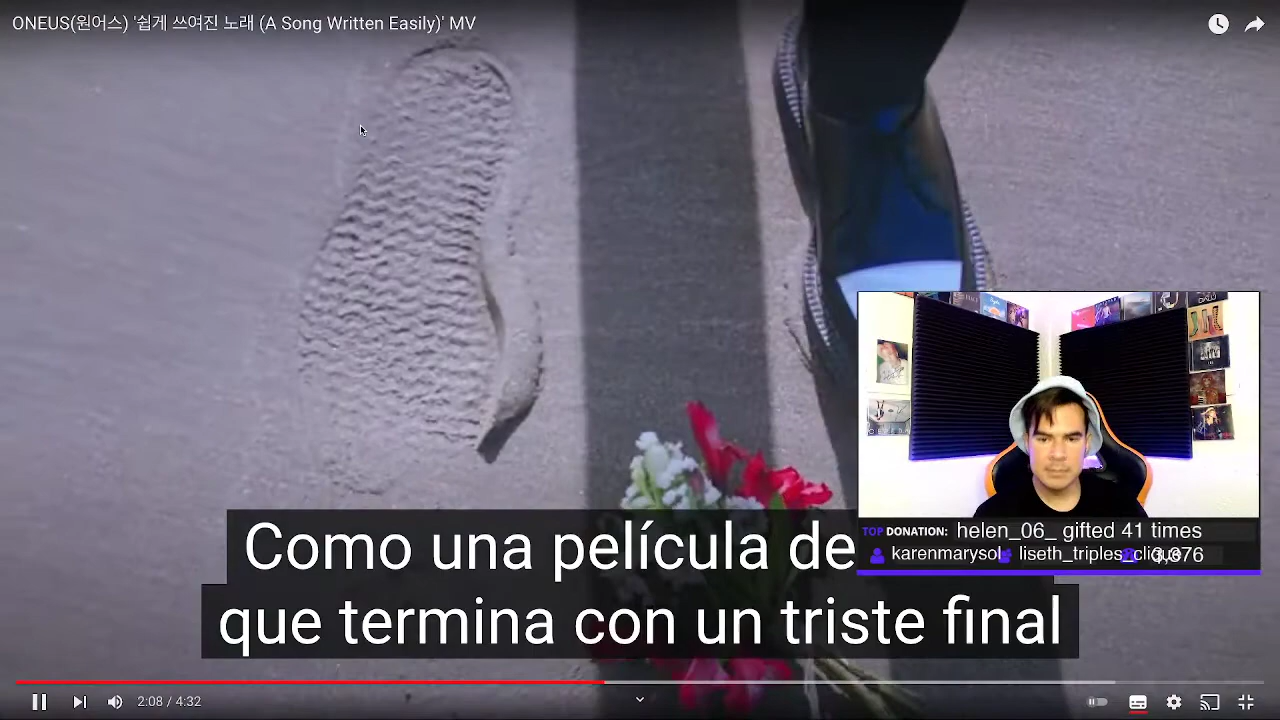 ONEUS(원어스) '쉽게 쓰여진 노래 (A Song Written Easily)' MV
Como una película de
que termina con un triste final
TOP DONATION: helen_06_ gifted 41 times
karenmarysol liseth_triples_clique
2:08 / 4:32